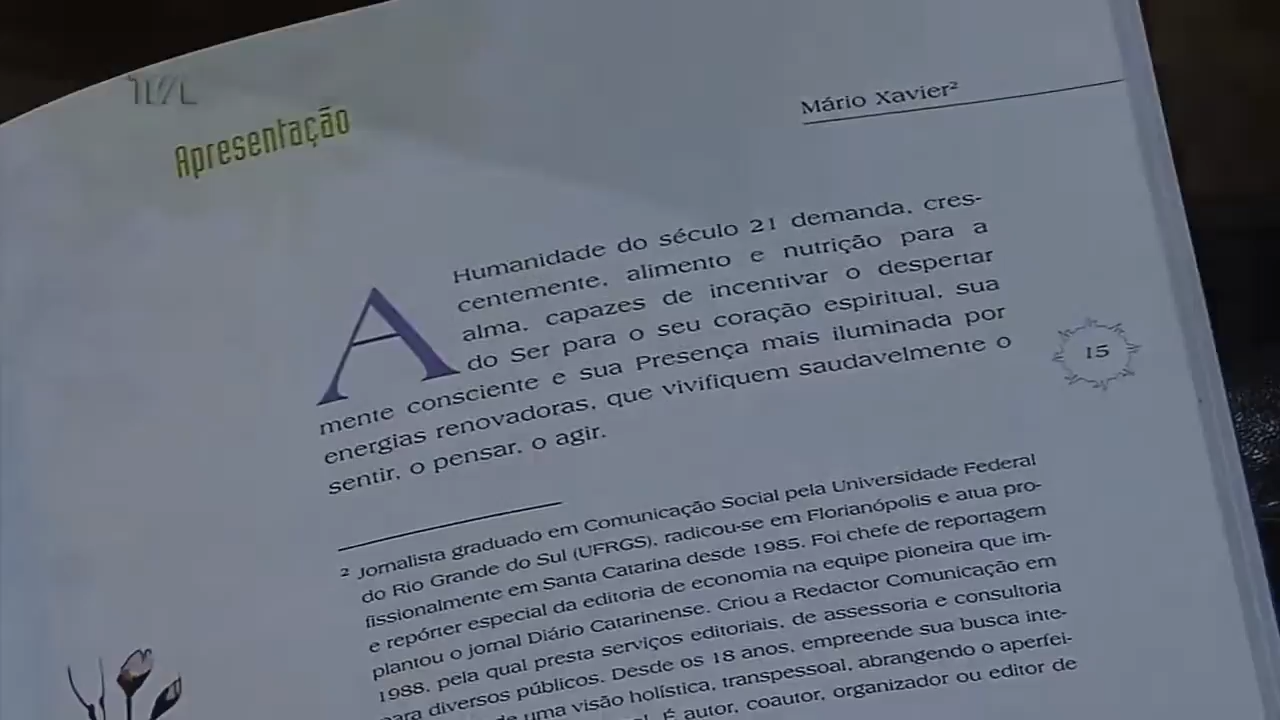 Apresentação
Mário Xavier²
A Humanidade do século 21 demanda, cres-
centemente, alimento e nutrição para a
alma, capazes de incentivar o despertar
do Ser para o seu coração espiritual, sua
mente consciente e sua Presença mais iluminada por
energias renovadoras, que vivifiquem saudavelmente o
sentir, o pensar, o agir.
15
² Jornalista graduado em Comunicação Social pela Universidade Federal
do Rio Grande do Sul (UFRGS), radicou-se em Florianópolis e atua pro-
fissionalmente em Santa Catarina desde 1985. Foi chefe de reportagem
e repórter especial da editoria de economia na equipe pioneira que im-
plantou o jornal Diário Catarinense. Criou a Redactor Comunicação em
1988, pela qual presta serviços editoriais, de assessoria e consultoria
para diversos públicos. Desde os 18 anos, empreende sua busca inte-
de uma visão holística, transpessoal, abrangendo o aperfei-
É autor, coautor, organizador ou editor de